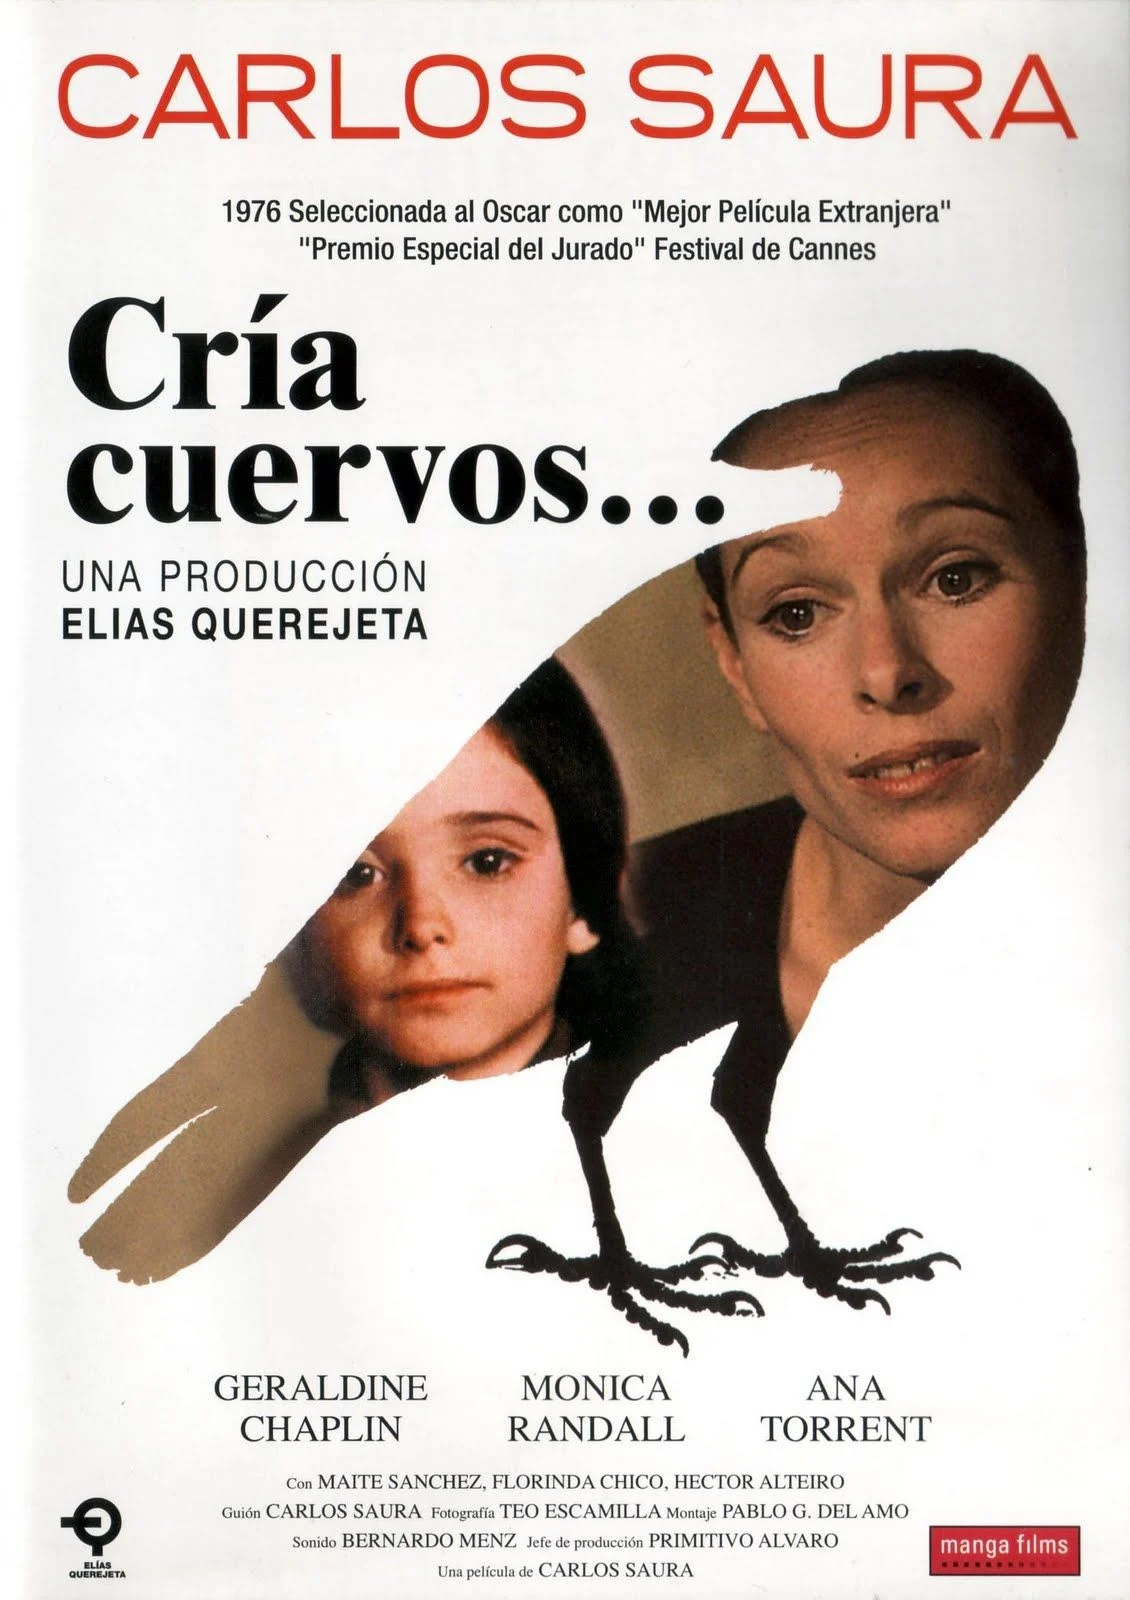 CARLOS SAURA
1976 Seleccionada al Oscar como "Mejor Película Extranjera"
"Premio Especial del Jurado" Festival de Cannes
Cría
cuervos...
UNA PRODUCCIÓN
ELIAS QUEREJETA
GERALDINE CHAPLIN
MONICA RANDALL
ANA TORRENT
Con MAITE SANCHEZ, FLORINDA CHICO, HECTOR ALTEIRO
Guión CARLOS SAURA Fotografía TEO ESCAMILLA Montaje PABLO G. DEL AMO
Sonido BERNARDO MENZ Jefe de producción PRIMITIVO ALVARO
Una película de CARLOS SAURA
ELÍAS
QUEREJETA
manga films